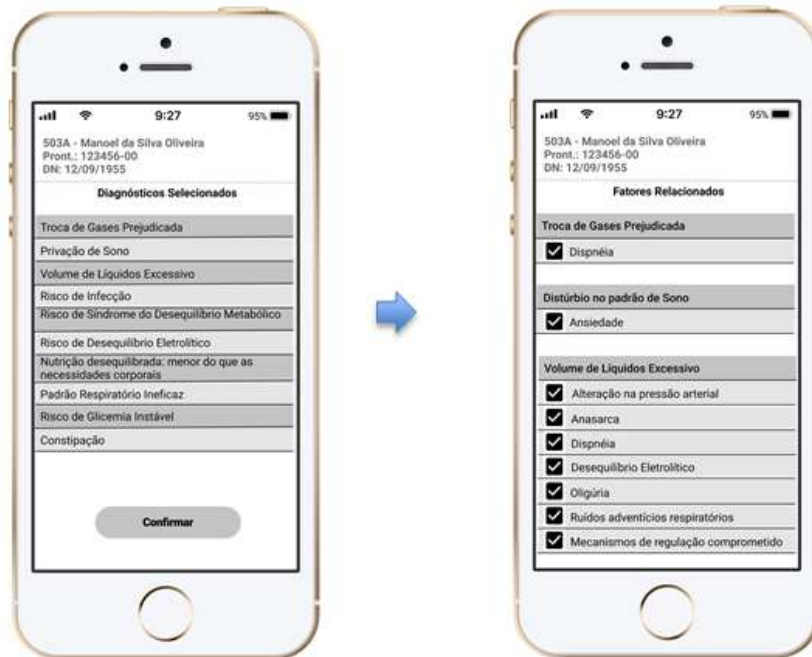 9:27
95%
503A - Manoel da Silva Oliveira
Pront.: 123456-00
DN: 12/09/1955
Diagnósticos Selecionados
Troca de Gases Prejudicada
Privação de Sono
Volume de Líquidos Excessivo
Risco de Infecção
Risco de Síndrome do Desequilíbrio Metabólico
Risco de Desequilíbrio Eletrolítico
Nutrição desequilibrada: menor do que as
necessidades corporais
Padrão Respiratório Ineficaz
Risco de Glicemia Instável
Constipação
Confirmar
9:27
95%
503A - Manoel da Silva Oliveira
Pront.: 123456-00
DN: 12/09/1955
Fatores Relacionados
Troca de Gases Prejudicada
Dispnéia
Distúrbio no padrão de Sono
Ansiedade
Volume de Líquidos Excessivo
Alteração na pressão arterial
Anasarca
Dispnéia
Desequilíbrio Eletrolítico
Oligúria
Ruídos adventícios respiratórios
Mecanismos de regulação comprometido